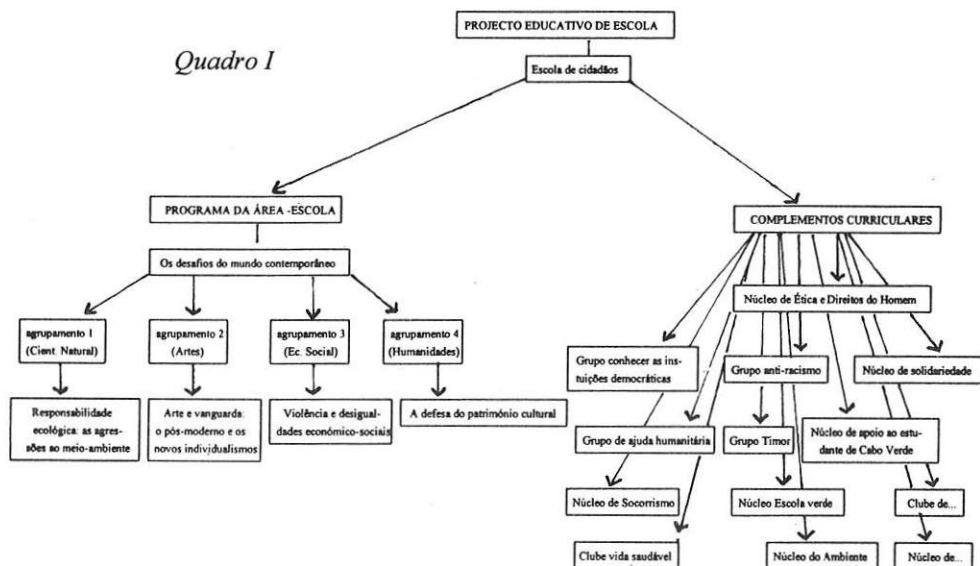 PROJECTO EDUCATIVO DE ESCOLA
Quadro I
Escola de cidadãos
PROGRAMA DA ÁREA -ESCOLA
COMPLEMENTOS CURRICULARES
Os desafios do mundo contemporâneo
agrupamento 1
(Cient. Natural)
agrupamento 2
(Artes)
agrupamento 3
(Ec. Social)
agrupamento 4
(Humanidades)
Responsabilidade
ecológica: as agres-
sões ao meio-ambiente
Arte e vanguarda:
o pós-moderno e os
novos individualismos
Violência e desigual-
dades económico-sociais
A defesa do património cultural
Núcleo de Ética e Direitos do Homem
Grupo conhecer as ins-
tuições democráticas
Grupo anti-racismo
Núcleo de solidariedade
Grupo de ajuda humanitária
Grupo Timor
Núcleo de apoio ao estu-
dante de Cabo Verde
Núcleo de Socorrismo
Núcleo Escola verde
Clube de...
Clube vida saudável
Núcleo do Ambiente
Núcleo de...